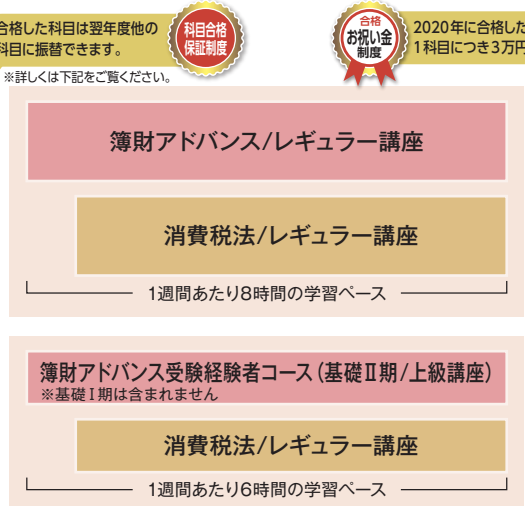 合格した科目は翌年度他の
科目に振替できます。
科目合格
保証制度
合格
お祝い金
制度
2020年に合格した
1科目につき3万円
※詳しくは下記をご覧ください。
簿財アドバンス/レギュラー講座
消費税法/レギュラー講座
1週間あたり8時間の学習ペース
簿財アドバンス受験経験者コース(基礎Ⅱ期/上級講座)
※基礎Ⅰ期は含まれません
消費税法/レギュラー講座
1週間あたり6時間の学習ペース